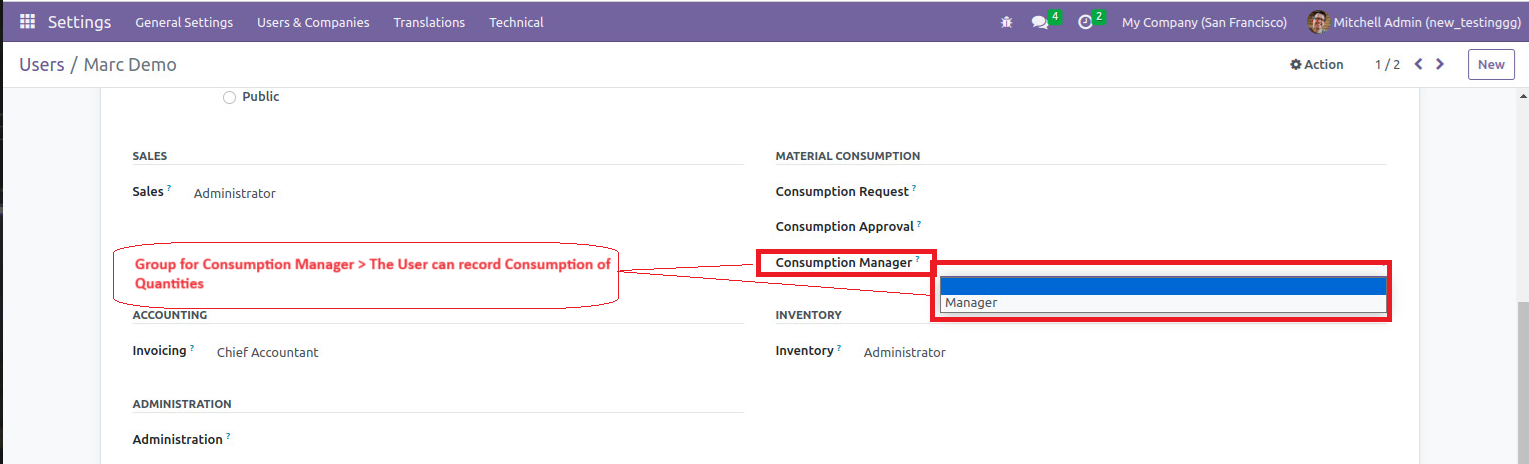 Settings General Settings Users & Companies Translations Technical 4 2 My Company (San Francisco) Mitchell Admin (new_testinggg)
Users / Marc Demo Action 1 / 2 New
Public
SALES
Sales ? Administrator
MATERIAL CONSUMPTION
Consumption Request ?
Consumption Approval ?
Consumption Manager ?
Manager
Group for Consumption Manager > The User can record Consumption of
Quantities
ACCOUNTING
Invoicing ? Chief Accountant
INVENTORY
Inventory ? Administrator
ADMINISTRATION
Administration ?